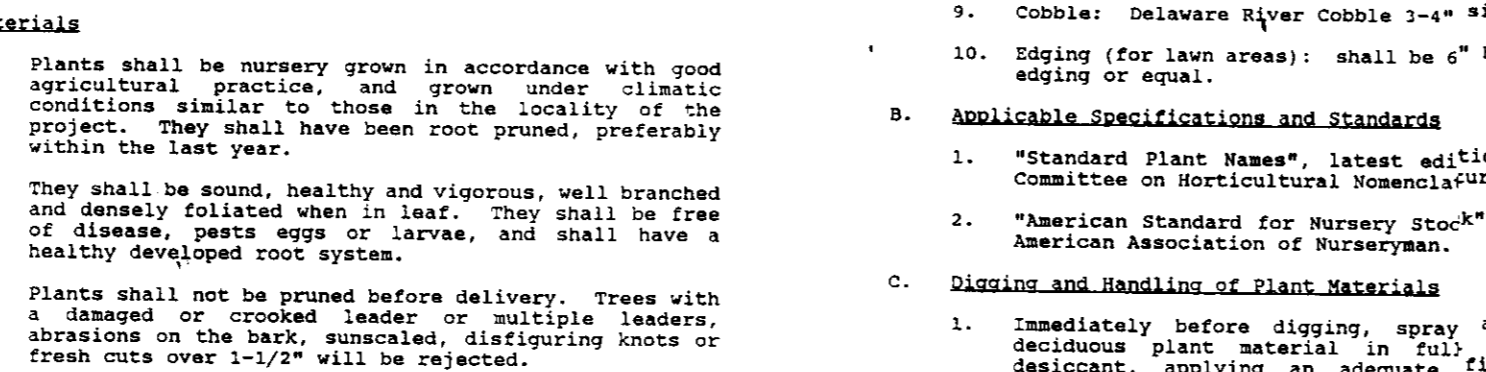 terials
Plants shall be nursery grown in accordance with good
agricultural practice, and grown under climatic
conditions similar to those in the locality of the
project. They shall have been root pruned, preferably
within the last year.
They shall be sound, healthy and vigorous, well branched
and densely foliated when in leaf. They shall be free
of disease, pests eggs or larvae, and shall have a
healthy developed root system.
Plants shall not be pruned before delivery. Trees with
a damaged or crooked leader or multiple leaders,
abrasions on the bark, sunscaled, disfiguring knots or
fresh cuts over 1-1/2" will be rejected.
9. Cobble: Delaware River Cobble 3-4" si
10. Edging (for lawn areas): shall be 6"
edging or equal.
B. Applicable Specifications and Standards
1. "Standard Plant Names", latest editio
Committee on Horticultural Nomenclatur
2. "American Standard for Nursery Stock"
American Association of Nurseryman.
C. Digging and Handling of Plant Materials
1. Immediately before digging, spray a
deciduous plant material in full
desiccant, applying an adequate fi